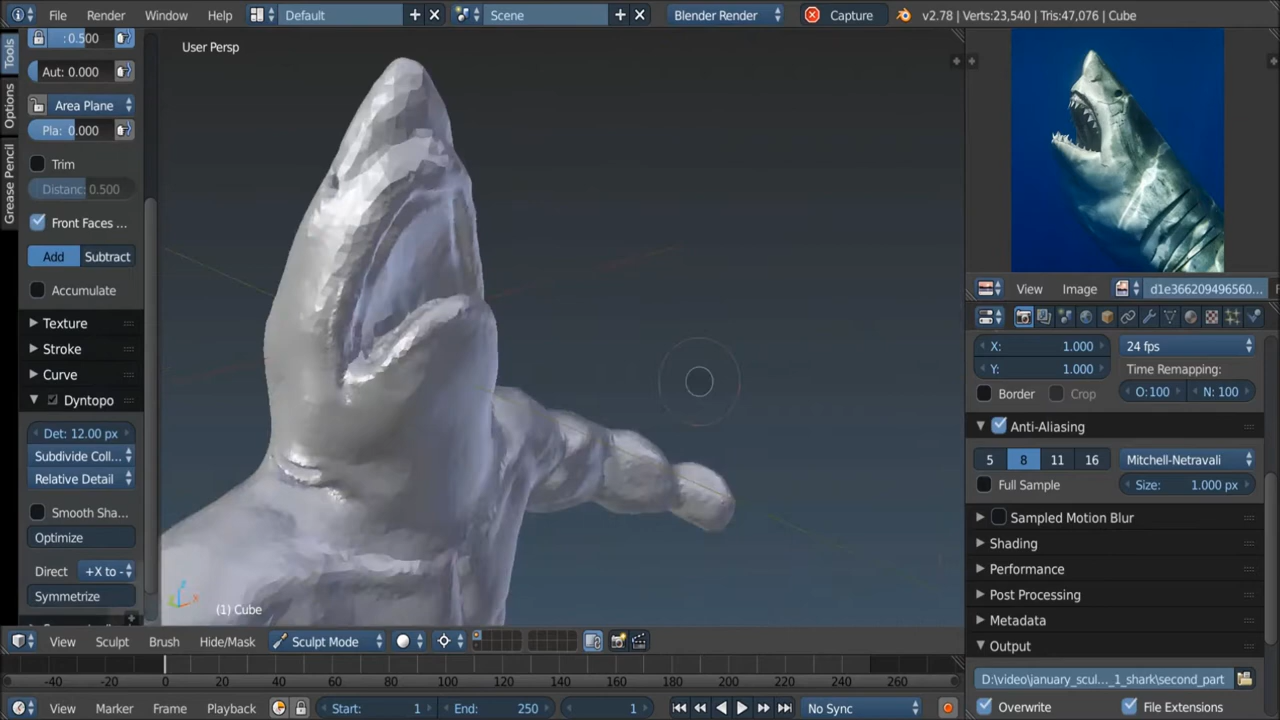 File Render Window Help Default Scene Blender Render Capture v2.78 | Verts:23,540 | Tris:47,076 | Cube
Tools
Options
Grease Pencil
: 0.500
Aut: 0.000
Area Plane
Pla: 0.000
Trim
Distanc: 0.500
Front Faces ...
Add Subtract
Accumulate
Texture
Stroke
Curve
Dyntopo
Det: 12.00 px
Subdivide Coll...
Relative Detail
Smooth Sha...
Optimize
Direct +X to -
Symmetrize
User Persp
(1) Cube
View Sculpt Brush Hide/Mask Sculpt Mode
-40 -20 0 20 40 60 80 100 120 140 160 180 200 220 240 260
View Marker Frame Playback Start: 1 End: 250 1 No Sync
View Image d1e366209496560...
X: 1.000 24 fps
Y: 1.000 Time Remapping:
Border Crop O:100 N: 100
Anti-Aliasing
5 8 11 16 Mitchell-Netravali
Full Sample Size: 1.000 px
Sampled Motion Blur
Shading
Performance
Post Processing
Metadata
Output
D:\video\january_scul..._1_shark\second_part
Overwrite File Extensions